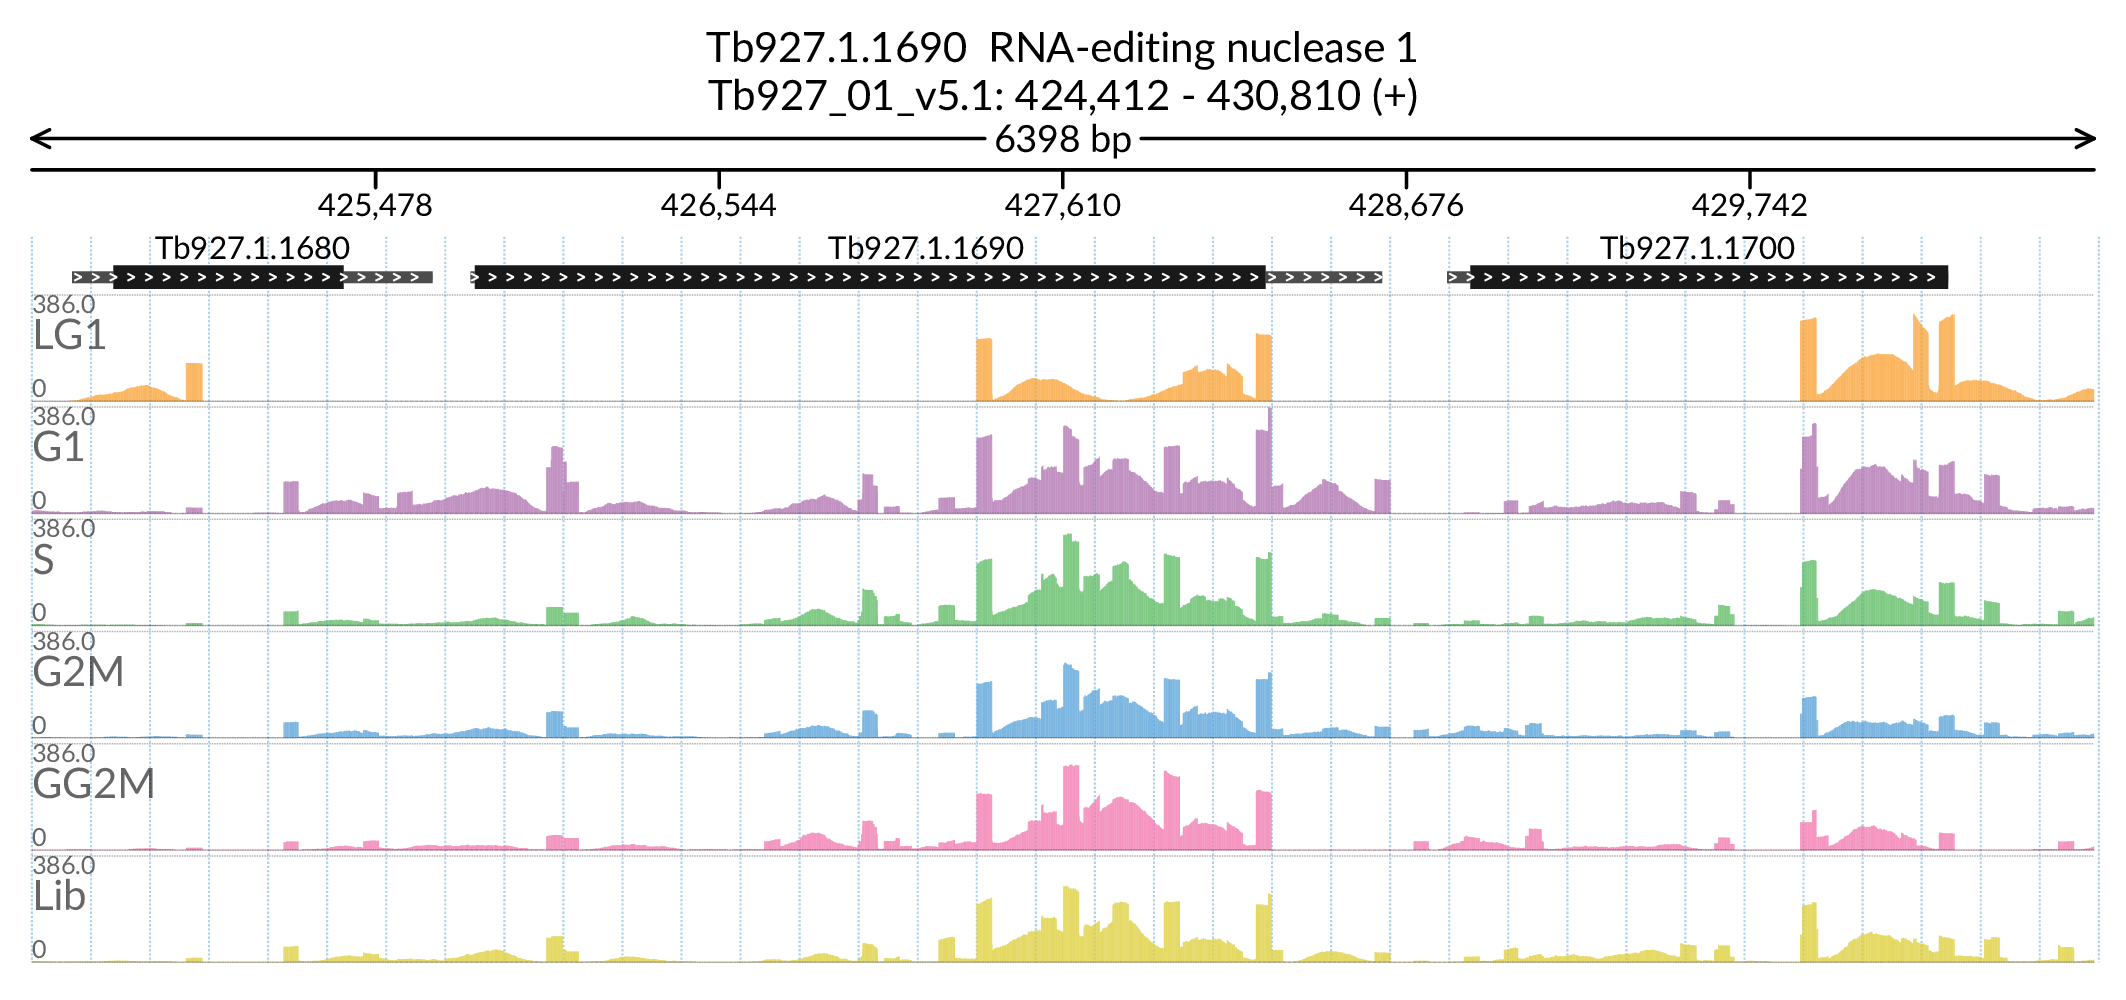 Tb927.1.1690 RNA-editing nuclease 1
Tb927_01_v5.1: 424,412 - 430,810 (+)
6398 bp
425,478 426,544 427,610 428,676 429,742
Tb927.1.1680 Tb927.1.1690 Tb927.1.1700
386.0
LG1
0
386.0
G1
0
386.0
S
0
386.0
G2M
0
386.0
GG2M
0
386.0
Lib
0